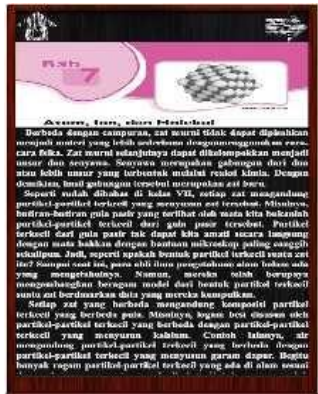 Bab
7
Atom, Ion, dan Molekul
Berbeda dengan campuran, zat murni tidak dapat dipisahkan
menjadi materi yang lebih sederhana dengan menggunakan cara-
cara fisika. Zat murni selanjutnya dapat dikelompokkan menjadi
unsur dan senyawa. Senyawa merupakan gabungan dari dua
atau lebih unsur yang terbentuk melalui reaksi kimia. Dengan
demikian, hasil gabungan tersebut merupakan zat baru.
Seperti sudah dibahas di kelas VII, setiap zat mengandung
partikel-partikel terkecil yang menyusun zat tersebut. Misalnya,
butiran-butiran gula pasir yang terlihat oleh mata kita bukanlah
partikel-partikel terkecil dari gula pasir tersebut. Partikel
terkecil dari gula pasir tak dapat kita amati secara langsung
dengan mata bahkan dengan bantuan mikroskop paling canggih
sekalipun. Jadi, seperti apakah bentuk partikel terkecil suatu zat
itu? Sampai saat ini, para ahli ilmu pengetahuan alam belum ada
yang mengetahuinya. Namun, mereka telah berupaya
mengembangkan beragam model dari bentuk partikel terkecil
suatu zat berdasarkan data yang mereka kumpulkan.
Setiap zat yang berbeda mengandung komposisi partikel
terkecil yang berbeda pula. Misalnya, logam besi disusun oleh
partikel-partikel terkecil yang berbeda dengan partikel-partikel
terkecil yang menyusun kalsium. Contoh lainnya, air
mengandung partikel-partikel terkecil yang berbeda dengan
partikel-partikel terkecil yang menyusun garam dapur. Begitu
banyak ragam partikel-partikel terkecil yang ada di alam sesuai